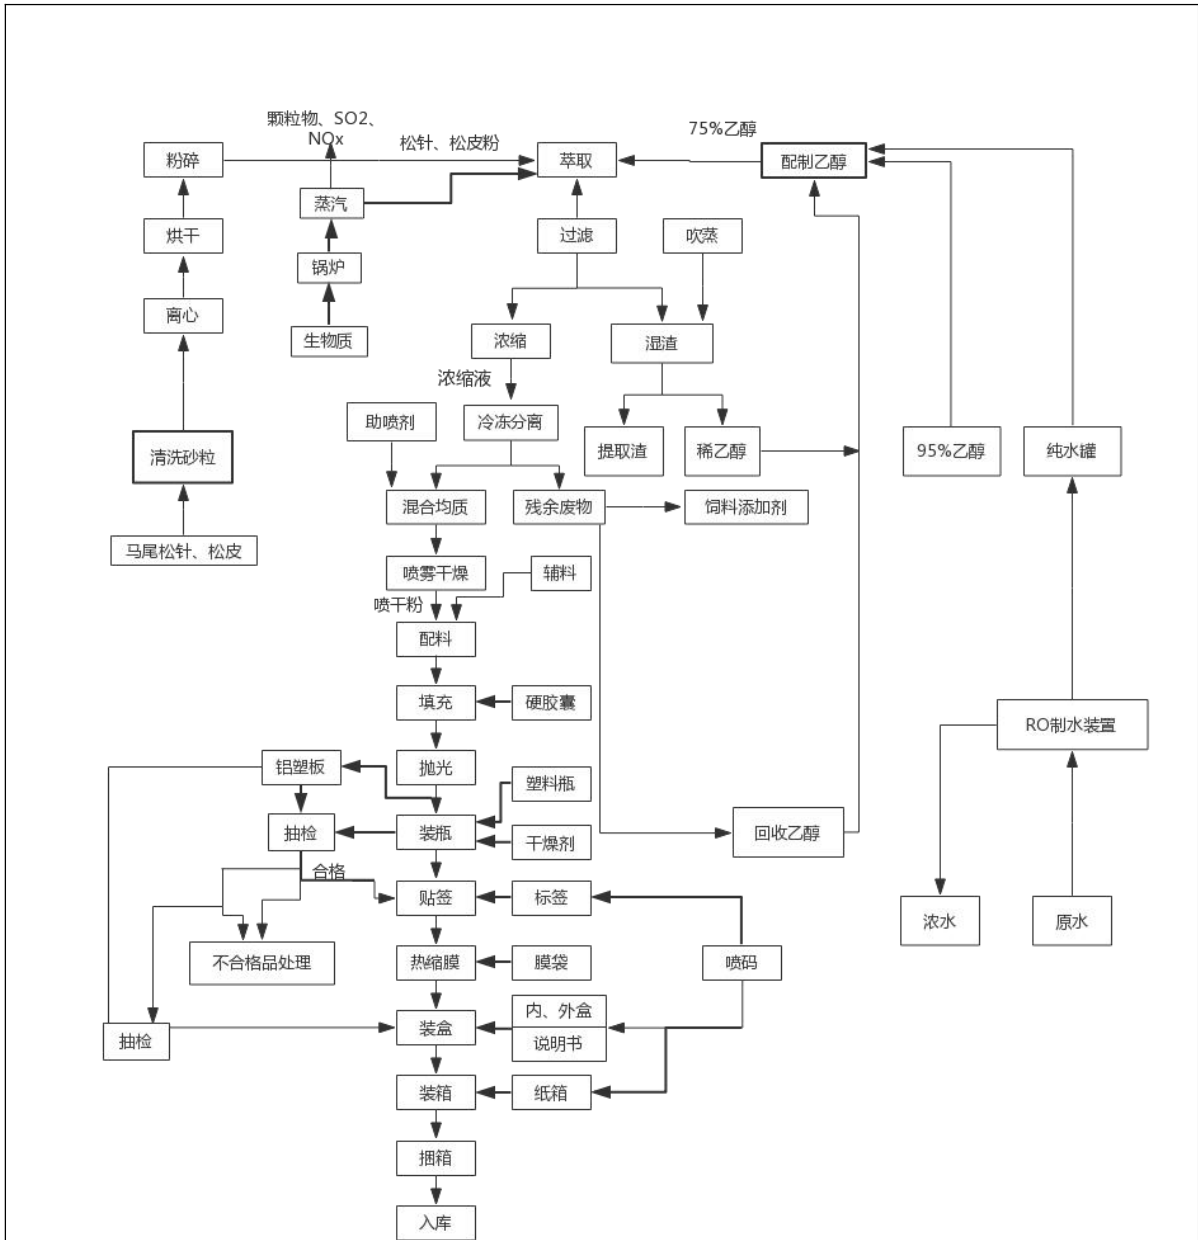 颗粒物、SO2、
NOx
松针、松皮粉
75%乙醇
粉碎
萃取
配制乙醇
蒸汽
烘干
过滤
吹蒸
锅炉
离心
生物质
浓缩
湿渣
浓缩液
助喷剂
冷冻分离
清洗砂粒
提取渣
稀乙醇
95%乙醇
纯水罐
混合均质
残余废物
饲料添加剂
马尾松针、松皮
喷雾干燥
辅料
喷干粉
配料
填充
硬胶囊
RO制水装置
铝塑板
抛光
塑料瓶
抽检
装瓶
干燥剂
回收乙醇
合格
贴签
标签
浓水
原水
不合格品处理
热缩膜
膜袋
喷码
内、外盒
抽检
装盒
说明书
装箱
纸箱
捆箱
入库